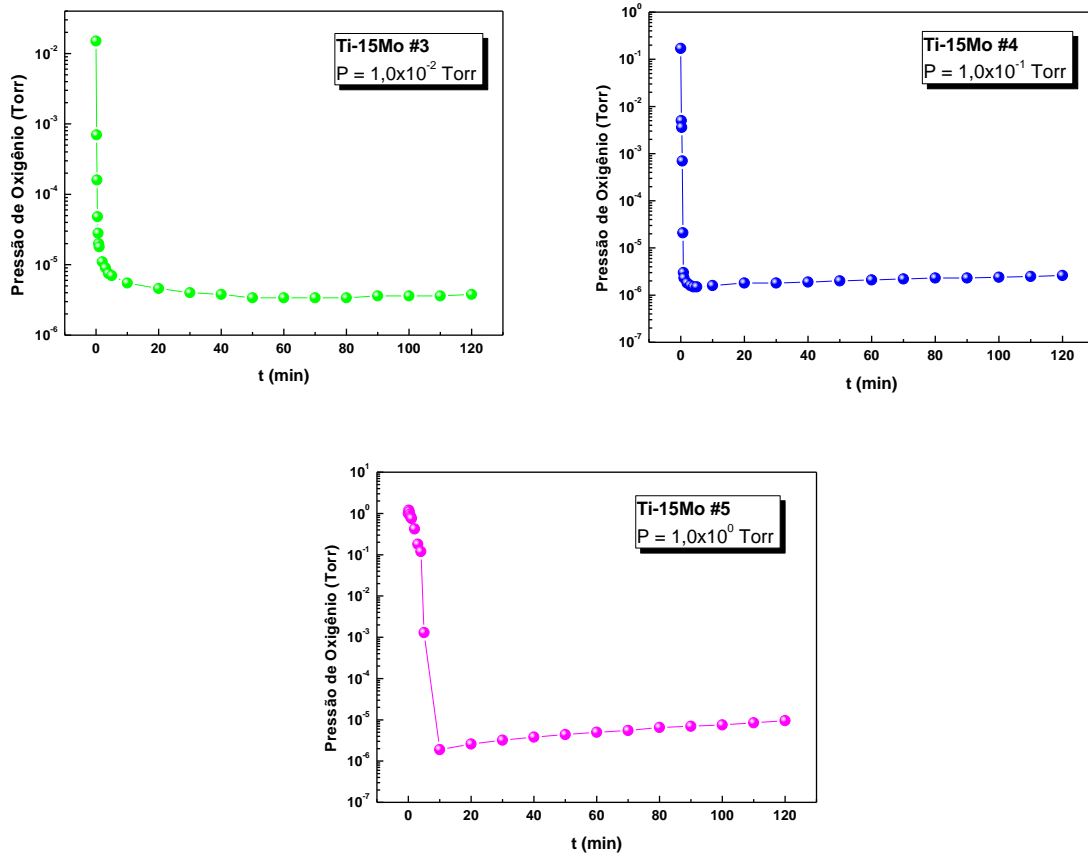 Ti-15Mo #3
P = 1,0x10⁻² Torr
Pressão de Oxigênio (Torr)
10⁻²
10⁻³
10⁻⁴
10⁻⁵
10⁻⁶
0 20 40 60 80 100 120
t (min)
Ti-15Mo #4
P = 1,0x10⁻¹ Torr
Pressão de Oxigênio (Torr)
10⁰
10⁻¹
10⁻²
10⁻³
10⁻⁴
10⁻⁵
10⁻⁶
10⁻⁷
0 20 40 60 80 100 120
t (min)
Ti-15Mo #5
P = 1,0x10⁰ Torr
Pressão de Oxigênio (Torr)
10¹
10⁰
10⁻¹
10⁻²
10⁻³
10⁻⁴
10⁻⁵
10⁻⁶
10⁻⁷
0 20 40 60 80 100 120
t (min)